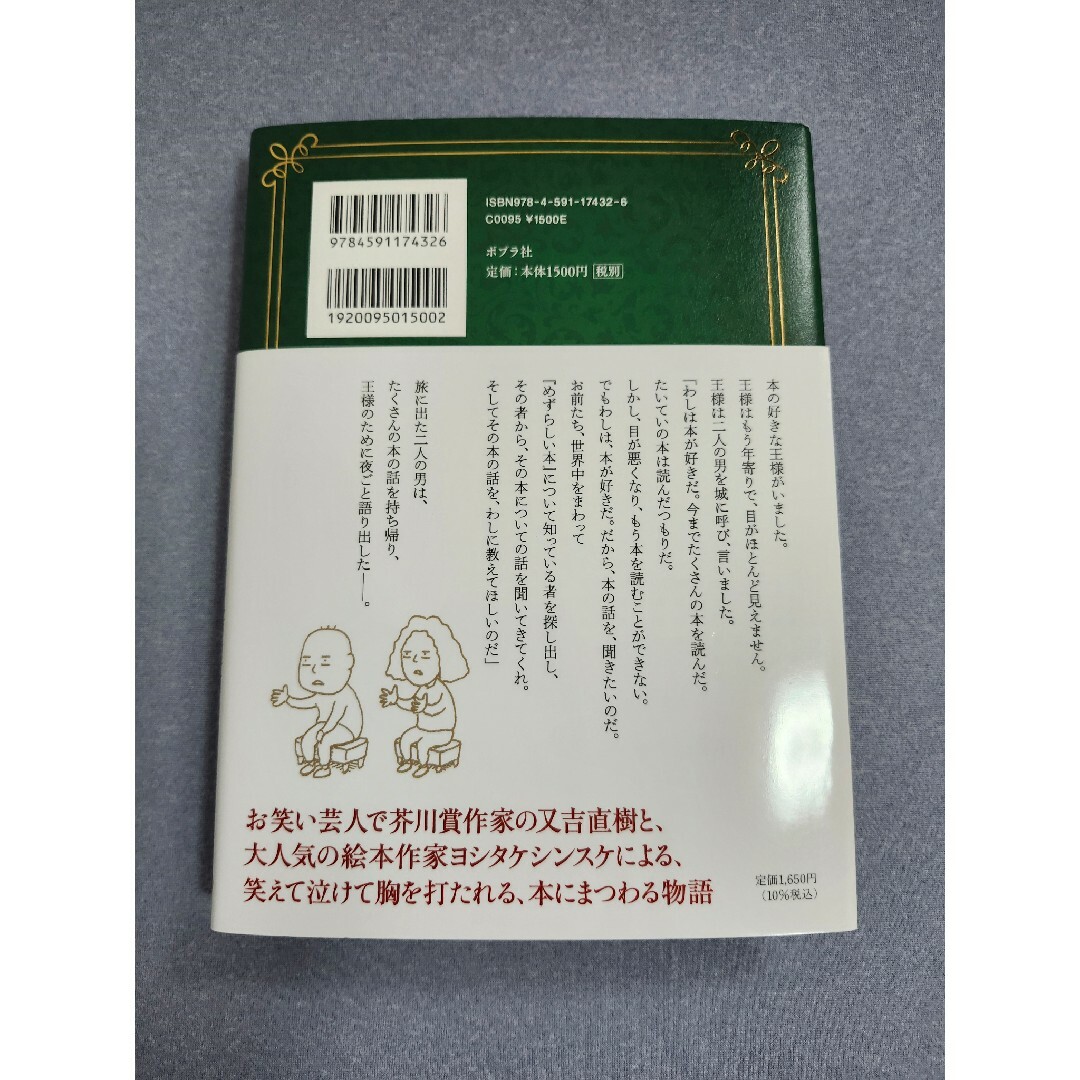 9784591174326
1920095015002
ISBN978-4-591-17432-6
C0095 ¥1500E
ポプラ社
定価：本体1500円 税別
本の好きな王様がいました。
王様はもう年寄りで、目がほとんど見えません。
王様は二人の男を城に呼び、言いました。
「わしは本が好きだ。今までたくさんの本を読んだ。
たいていの本は読んだつもりだ。
しかし、目が悪くなり、もう本を読むことができない。
でもわしは、本が好きだ。だから、本の話を、聞きたいのだ。
お前たち、世界中をまわって
『めずらしい本』について知っている者を探し出し、
その者から、その本についての話を聞いてきてくれ。
そしてその本の話を、わしに教えてほしいのだ」
旅に出た二人の男は、
たくさんの本の話を持ち帰り、
王様のために夜ごと語り出した―。
お笑い芸人で芥川賞作家の又吉直樹と、
大人気の絵本作家ヨシタケシンスケによる、
笑えて泣けて胸を打たれる、本にまつわる物語
定価1,650円
（10％税込）